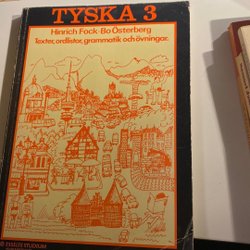 TYSKA 3
Hinrich Fock-Bo Österberg
Texter, ordlistor, grammatik och övningar.